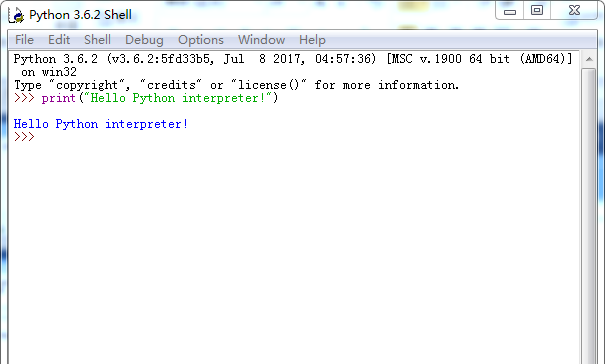 Python 3.6.2 Shell
File Edit Shell Debug Options Window Help
Python 3.6.2 (v3.6.2:5fd33b5, Jul  8 2017, 04:57:36) [MSC v.1900 64 bit (AMD64)]
 on win32
Type "copyright", "credits" or "license()" for more information.
>>> print("Hello Python interpreter!")
Hello Python interpreter!
>>>